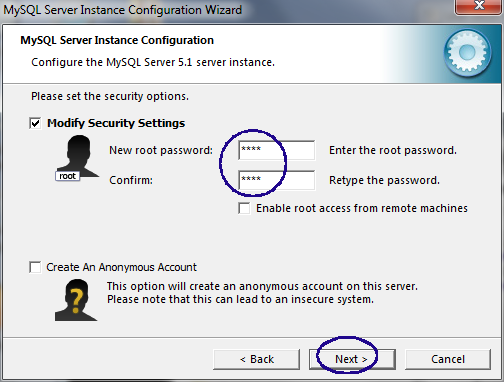 MySQL Server Instance Configuration Wizard
MySQL Server Instance Configuration
Configure the MySQL Server 5.1 server instance.
Please set the security options.
Modify Security Settings
New root password: **** Enter the root password.
root
Confirm: **** Retype the password.
Enable root access from remote machines
Create An Anonymous Account
This option will create an anonymous account on this server.
Please note that this can lead to an insecure system.
< Back Next > Cancel